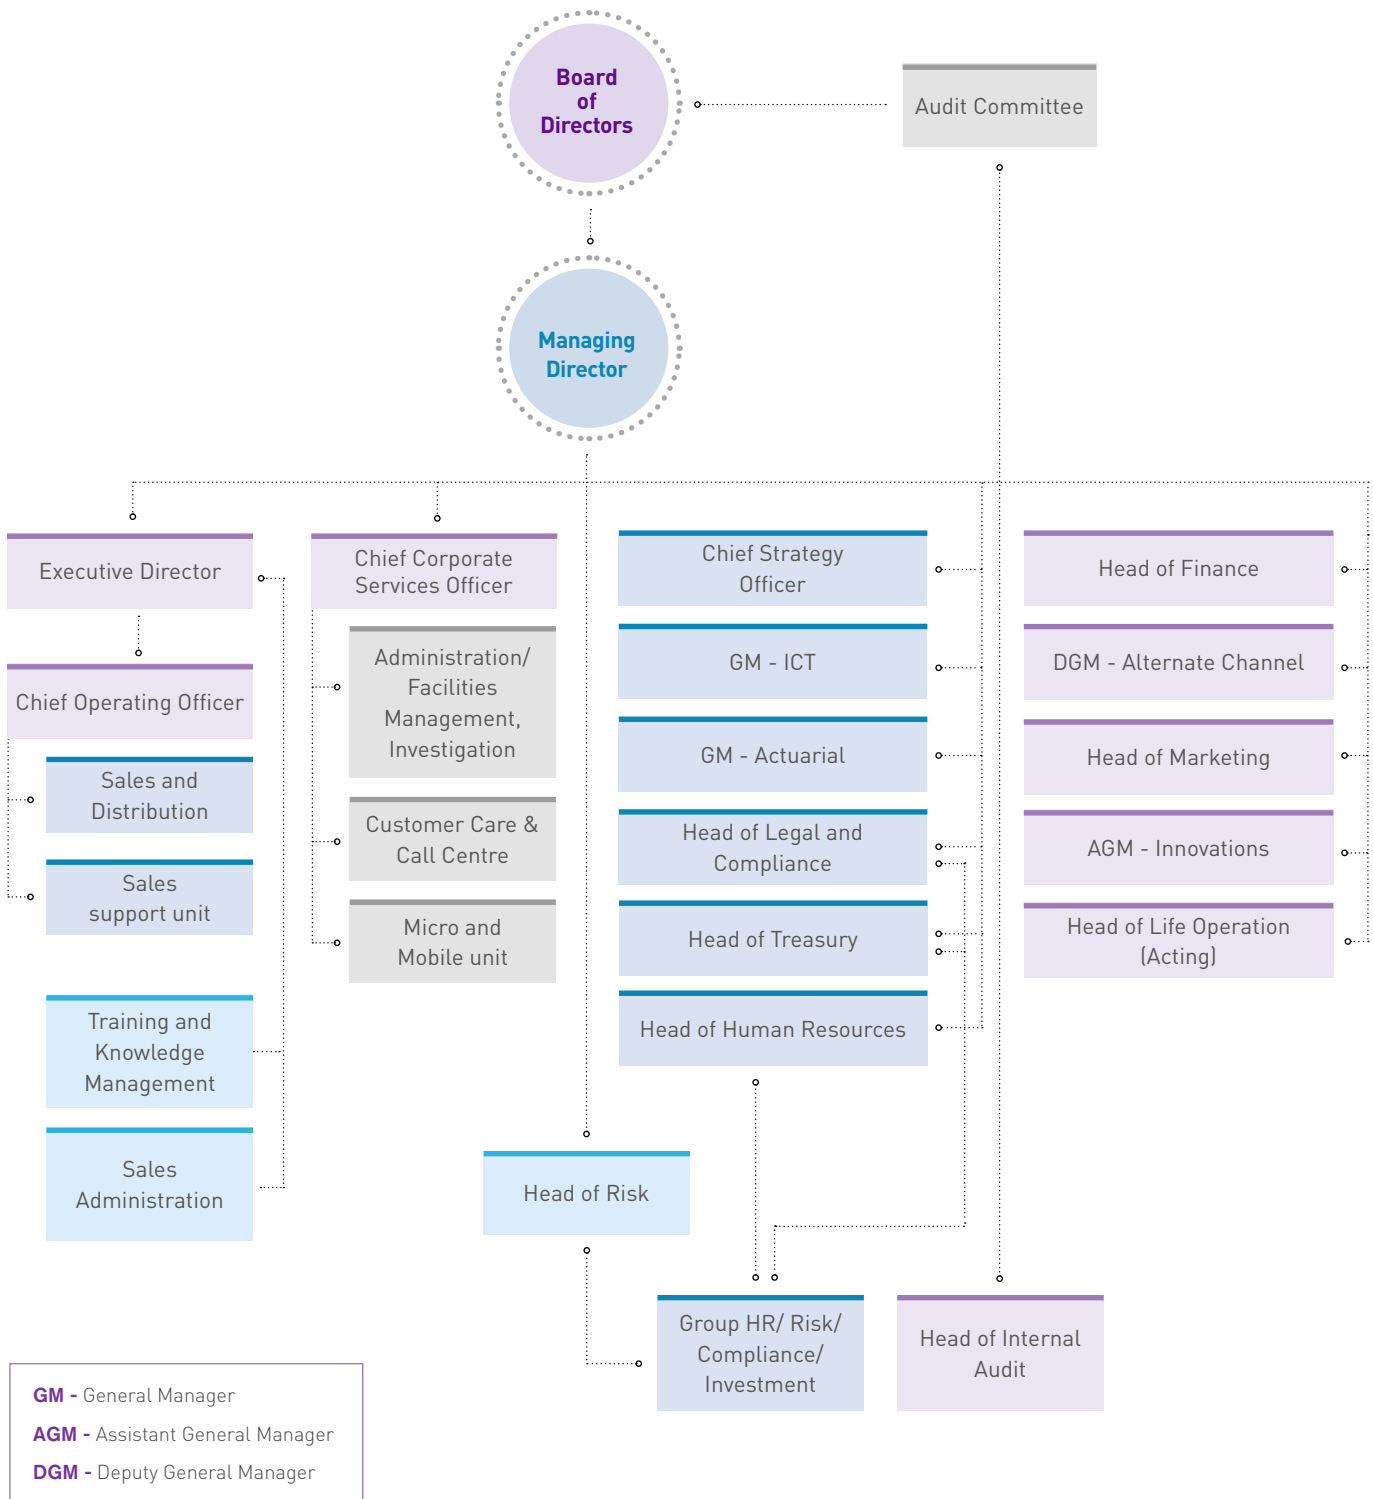 Board
of
Directors
Audit Committee
Managing
Director
Executive Director
Chief Operating Officer
Sales and
Distribution
Sales
support unit
Training and
Knowledge
Management
Sales
Administration
Chief Corporate
Services Officer
Administration/
Facilities
Management,
Investigation
Customer Care &
Call Centre
Micro and
Mobile unit
Chief Strategy
Officer
GM - ICT
GM - Actuarial
Head of Legal and
Compliance
Head of Treasury
Head of Human Resources
Head of Finance
DGM - Alternate Channel
Head of Marketing
AGM - Innovations
Head of Life Operation
(Acting)
Head of Risk
Group HR/ Risk/
Compliance/
Investment
Head of Internal
Audit
GM - General Manager
AGM - Assistant General Manager
DGM - Deputy General Manager